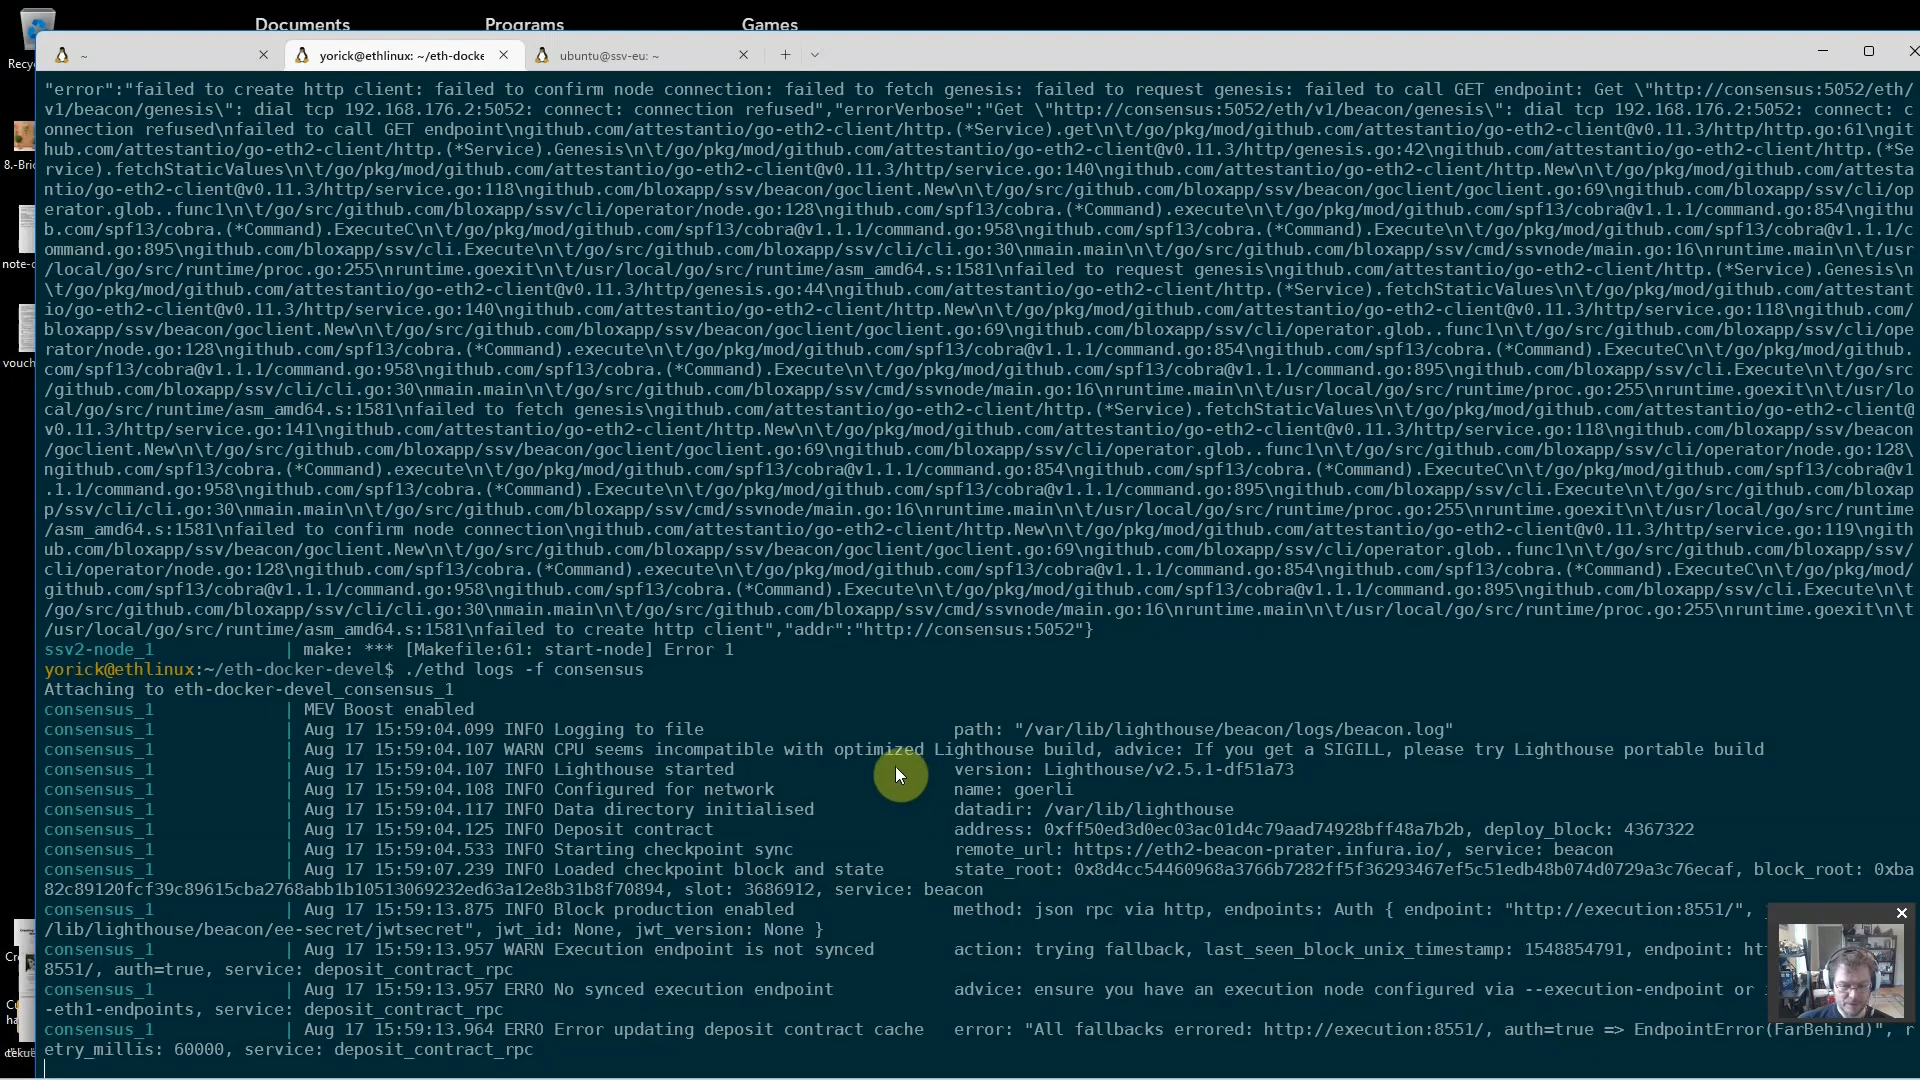 Documents
Programs
Games
Recyc
~
yorick@ethlinux: ~/eth-docke
ubuntu@ssv-eu: ~
"error":"failed to create http client: failed to confirm node connection: failed to fetch genesis: failed to request genesis: failed to call GET endpoint: Get \"http://consensus:5052/eth/
v1/beacon/genesis\": dial tcp 192.168.176.2:5052: connect: connection refused","errorVerbose":"Get \"http://consensus:5052/eth/v1/beacon/genesis\": dial tcp 192.168.176.2:5052: connect: c
onnection refused\nfailed to call GET endpoint\ngithub.com/attestantio/go-eth2-client/http.(*Service).get\n\t/go/pkg/mod/github.com/attestantio/go-eth2-client@v0.11.3/http/http.go:61\ngit
hub.com/attestantio/go-eth2-client/http.(*Service).Genesis\n\t/go/pkg/mod/github.com/attestantio/go-eth2-client@v0.11.3/http/genesis.go:42\ngithub.com/attestantio/go-eth2-client/http.(*Se
rvice).fetchStaticValues\n\t/go/pkg/mod/github.com/attestantio/go-eth2-client@v0.11.3/http/service.go:140\ngithub.com/attestantio/go-eth2-client/http.New\n\t/go/pkg/mod/github.com/attesta
ntio/go-eth2-client@v0.11.3/http/service.go:118\ngithub.com/bloxapp/ssv/beacon/goclient.New\n\t/go/src/github.com/bloxapp/ssv/beacon/goclient/goclient.go:69\ngithub.com/bloxapp/ssv/cli/op
erator.glob..func1\n\t/go/src/github.com/bloxapp/ssv/cli/operator/node.go:128\ngithub.com/spf13/cobra.(*Command).execute\n\t/go/pkg/mod/github.com/spf13/cobra@v1.1.1/command.go:854\ngithu
b.com/spf13/cobra.(*Command).ExecuteC\n\t/go/pkg/mod/github.com/spf13/cobra@v1.1.1/command.go:958\ngithub.com/spf13/cobra.(*Command).Execute\n\t/go/pkg/mod/github.com/spf13/cobra@v1.1.1/c
ommand.go:895\ngithub.com/bloxapp/ssv/cli.Execute\n\t/go/src/github.com/bloxapp/ssv/cli/cli.go:30\nmain.main\n\t/go/src/github.com/bloxapp/ssv/cmd/ssvnode/main.go:16\nruntime.main\n\t/usr
/local/go/src/runtime/proc.go:255\nruntime.goexit\n\t/usr/local/go/src/runtime/asm_amd64.s:1581\nfailed to request genesis\ngithub.com/attestantio/go-eth2-client/http.(*Service).Genesis\n
\t/go/pkg/mod/github.com/attestantio/go-eth2-client@v0.11.3/http/genesis.go:44\ngithub.com/attestantio/go-eth2-client/http.(*Service).fetchStaticValues\n\t/go/pkg/mod/github.com/attestant
io/go-eth2-client@v0.11.3/http/service.go:140\ngithub.com/attestantio/go-eth2-client/http.New\n\t/go/pkg/mod/github.com/attestantio/go-eth2-client@v0.11.3/http/service.go:118\ngithub.com/
bloxapp/ssv/beacon/goclient.New\n\t/go/src/github.com/bloxapp/ssv/beacon/goclient/goclient.go:69\ngithub.com/bloxapp/ssv/cli/operator.glob..func1\n\t/go/src/github.com/bloxapp/ssv/cli/ope
rator/node.go:128\ngithub.com/spf13/cobra.(*Command).execute\n\t/go/pkg/mod/github.com/spf13/cobra@v1.1.1/command.go:854\ngithub.com/spf13/cobra.(*Command).ExecuteC\n\t/go/pkg/mod/github.
com/spf13/cobra@v1.1.1/command.go:958\ngithub.com/spf13/cobra.(*Command).Execute\n\t/go/pkg/mod/github.com/spf13/cobra@v1.1.1/command.go:895\ngithub.com/bloxapp/ssv/cli.Execute\n\t/go/src
/github.com/bloxapp/ssv/cli/cli.go:30\nmain.main\n\t/go/src/github.com/bloxapp/ssv/cmd/ssvnode/main.go:16\nruntime.main\n\t/usr/local/go/src/runtime/proc.go:255\nruntime.goexit\n\t/usr/lo
cal/go/src/runtime/asm_amd64.s:1581\nfailed to fetch genesis\ngithub.com/attestantio/go-eth2-client/http.(*Service).fetchStaticValues\n\t/go/pkg/mod/github.com/attestantio/go-eth2-client@
v0.11.3/http/service.go:141\ngithub.com/attestantio/go-eth2-client/http.New\n\t/go/pkg/mod/github.com/attestantio/go-eth2-client@v0.11.3/http/service.go:118\ngithub.com/bloxapp/ssv/beacon
/goclient.New\n\t/go/src/github.com/bloxapp/ssv/beacon/goclient/goclient.go:69\ngithub.com/bloxapp/ssv/cli/operator.glob..func1\n\t/go/src/github.com/bloxapp/ssv/cli/operator/node.go:128\
ngithub.com/spf13/cobra.(*Command).execute\n\t/go/pkg/mod/github.com/spf13/cobra@v1.1.1/command.go:854\ngithub.com/spf13/cobra.(*Command).ExecuteC\n\t/go/pkg/mod/github.com/spf13/cobra@v1
.1.1/command.go:958\ngithub.com/spf13/cobra.(*Command).Execute\n\t/go/pkg/mod/github.com/spf13/cobra@v1.1.1/command.go:895\ngithub.com/bloxapp/ssv/cli.Execute\n\t/go/src/github.com/bloxap
p/ssv/cli/cli.go:30\nmain.main\n\t/go/src/github.com/bloxapp/ssv/cmd/ssvnode/main.go:16\nruntime.main\n\t/usr/local/go/src/runtime/proc.go:255\nruntime.goexit\n\t/usr/local/go/src/runtime
/asm_amd64.s:1581\nfailed to confirm node connection\ngithub.com/attestantio/go-eth2-client/http.New\n\t/go/pkg/mod/github.com/attestantio/go-eth2-client@v0.11.3/http/service.go:119\ngith
ub.com/bloxapp/ssv/beacon/goclient.New\n\t/go/src/github.com/bloxapp/ssv/beacon/goclient/goclient.go:69\ngithub.com/bloxapp/ssv/cli/operator.glob..func1\n\t/go/src/github.com/bloxapp/ssv/
cli/operator/node.go:128\ngithub.com/spf13/cobra.(*Command).execute\n\t/go/pkg/mod/github.com/spf13/cobra@v1.1.1/command.go:854\ngithub.com/spf13/cobra.(*Command).ExecuteC\n\t/go/pkg/mod/
github.com/spf13/cobra@v1.1.1/command.go:958\ngithub.com/spf13/cobra.(*Command).Execute\n\t/go/pkg/mod/github.com/spf13/cobra@v1.1.1/command.go:895\ngithub.com/bloxapp/ssv/cli.Execute\n\t
/go/src/github.com/bloxapp/ssv/cli/cli.go:30\nmain.main\n\t/go/src/github.com/bloxapp/ssv/cmd/ssvnode/main.go:16\nruntime.main\n\t/usr/local/go/src/runtime/proc.go:255\nruntime.goexit\n\t
/usr/local/go/src/runtime/asm_amd64.s:1581\nfailed to create http client","addr":"http://consensus:5052"}
ssv2-node_1 | make: *** [Makefile:61: start-node] Error 1
yorick@ethlinux:~/eth-docker-devel$ ./ethd logs -f consensus
Attaching to eth-docker-devel_consensus_1
consensus_1 | MEV Boost enabled
consensus_1 | Aug 17 15:59:04.099 INFO Logging to file path: "/var/lib/lighthouse/beacon/logs/beacon.log"
consensus_1 | Aug 17 15:59:04.107 WARN CPU seems incompatible with optimized Lighthouse build, advice: If you get a SIGILL, please try Lighthouse portable build
consensus_1 | Aug 17 15:59:04.107 INFO Lighthouse started version: Lighthouse/v2.5.1-df51a73
consensus_1 | Aug 17 15:59:04.108 INFO Configured for network name: goerli
consensus_1 | Aug 17 15:59:04.117 INFO Data directory initialised datadir: /var/lib/lighthouse
consensus_1 | Aug 17 15:59:04.125 INFO Deposit contract address: 0xff50ed3d0ec03ac01d4c79aad74928bff48a7b2b, deploy_block: 4367322
consensus_1 | Aug 17 15:59:04.533 INFO Starting checkpoint sync remote_url: https://eth2-beacon-prater.infura.io/, service: beacon
consensus_1 | Aug 17 15:59:07.239 INFO Loaded checkpoint block and state state_root: 0x8d4cc54460968a3766b7282ff5f36293467ef5c51edb48b074d0729a3c76ecaf, block_root: 0xba
82c89120fcf39c89615cba2768abb1b10513069232ed63a12e8b31b8f70894, slot: 3686912, service: beacon
consensus_1 | Aug 17 15:59:13.875 INFO Block production enabled method: json rpc via http, endpoints: Auth { endpoint: "http://execution:8551/",
/lib/lighthouse/beacon/ee-secret/jwtsecret", jwt_id: None, jwt_version: None }
consensus_1 | Aug 17 15:59:13.957 WARN Execution endpoint is not synced action: trying fallback, last_seen_block_unix_timestamp: 1548854791, endpoint: ht
8551/, auth=true, service: deposit_contract_rpc
consensus_1 | Aug 17 15:59:13.957 ERRO No synced execution endpoint advice: ensure you have an execution node configured via --execution-endpoint or
-eth1-endpoints, service: deposit_contract_rpc
consensus_1 | Aug 17 15:59:13.964 ERRO Error updating deposit contract cache error: "All fallbacks errored: http://execution:8551/, auth=true => EndpointError(FarBehind)", r
etry_millis: 60000, service: deposit_contract_rpc
8.-Bric
note-c
vouch